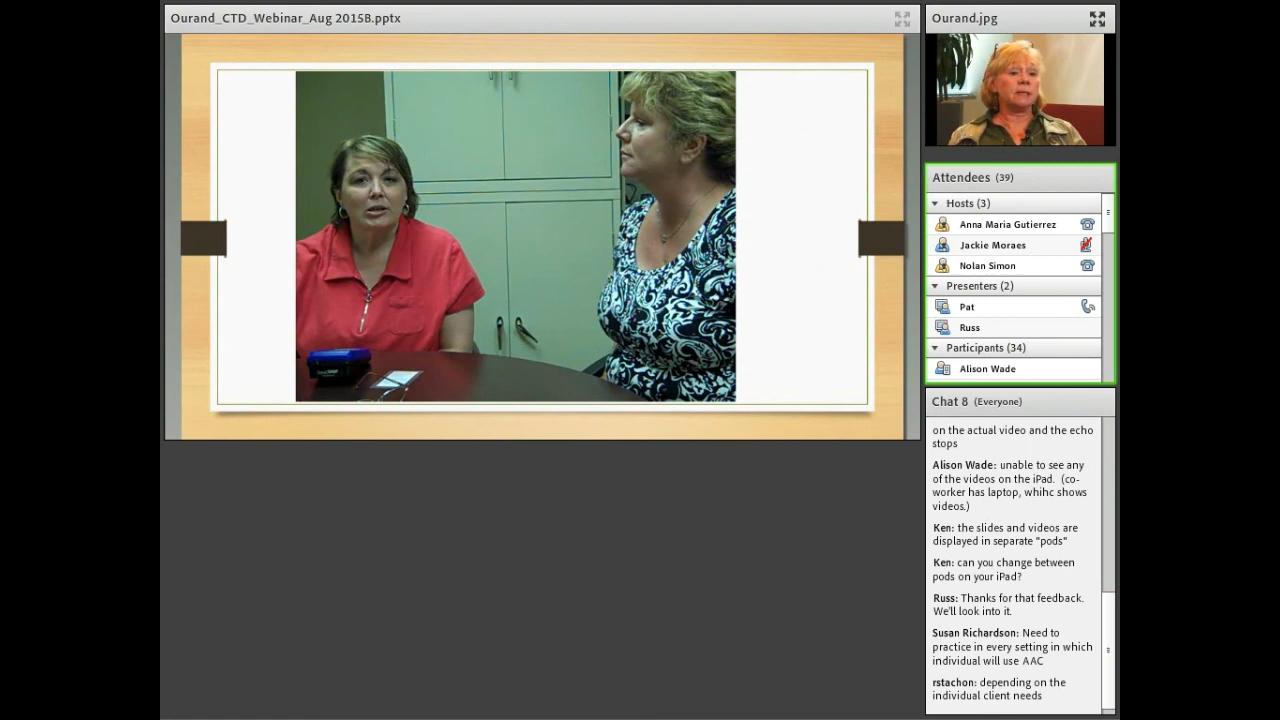 Ourand_CTD_Webinar_Aug 2015B.pptx
Ourand.jpg
Attendees (39)
Hosts (3)
Anna Maria Gutierrez
Jackie Moraes
Nolan Simon
Presenters (2)
Pat
Russ
Participants (34)
Alison Wade
Chat 8 (Everyone)
on the actual video and the echo
stops
Alison Wade: unable to see any
of the videos on the iPad. (co-
worker has laptop, whihc shows
videos.)
Ken: the slides and videos are
displayed in separate "pods"
Ken: can you change between
pods on your iPad?
Russ: Thanks for that feedback.
We'll look into it.
Susan Richardson: Need to
practice in every setting in which
individual will use AAC
rstachon: depending on the
individual client needs